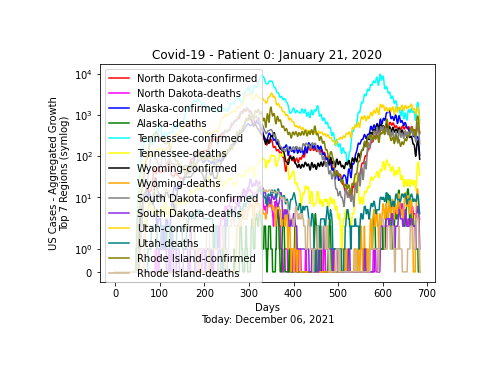 Covid-19 - Patient 0: January 21, 2020
US Cases - Aggregated Growth
Top 7 Regions (symlog)
10^4
10^3
10^2
10^1
10^0
0
North Dakota-confirmed
North Dakota-deaths
Alaska-confirmed
Alaska-deaths
Tennessee-confirmed
Tennessee-deaths
Wyoming-confirmed
Wyoming-deaths
South Dakota-confirmed
South Dakota-deaths
Utah-confirmed
Utah-deaths
Rhode Island-confirmed
Rhode Island-deaths
0 100 200 300 400 500 600 700
Days
Today: December 06, 2021